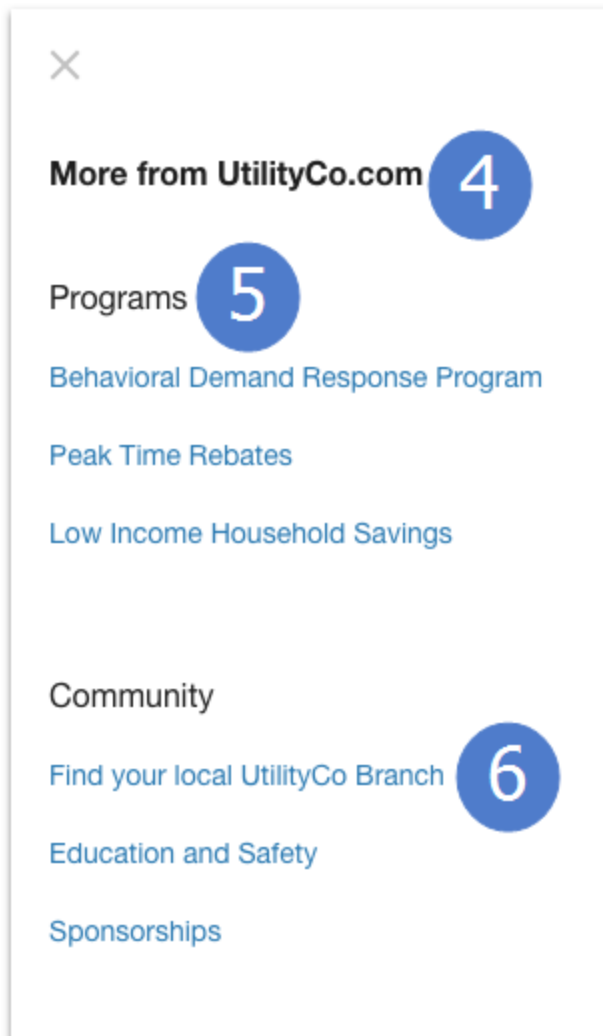 More from UtilityCo.com 4
Programs 5
Behavioral Demand Response Program
Peak Time Rebates
Low Income Household Savings
Community
Find your local UtilityCo Branch 6
Education and Safety
Sponsorships